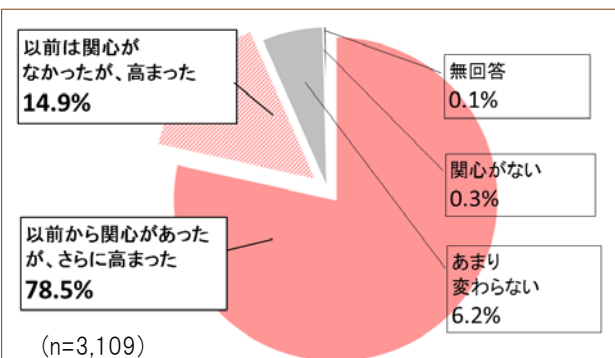 以前は関心が
なかったが、高まった
14.9%
無回答
0.1%
関心がない
0.3%
以前から関心があった
が、さらに高まった
78.5%
あまり
変わらない
6.2%
(n=3,109)